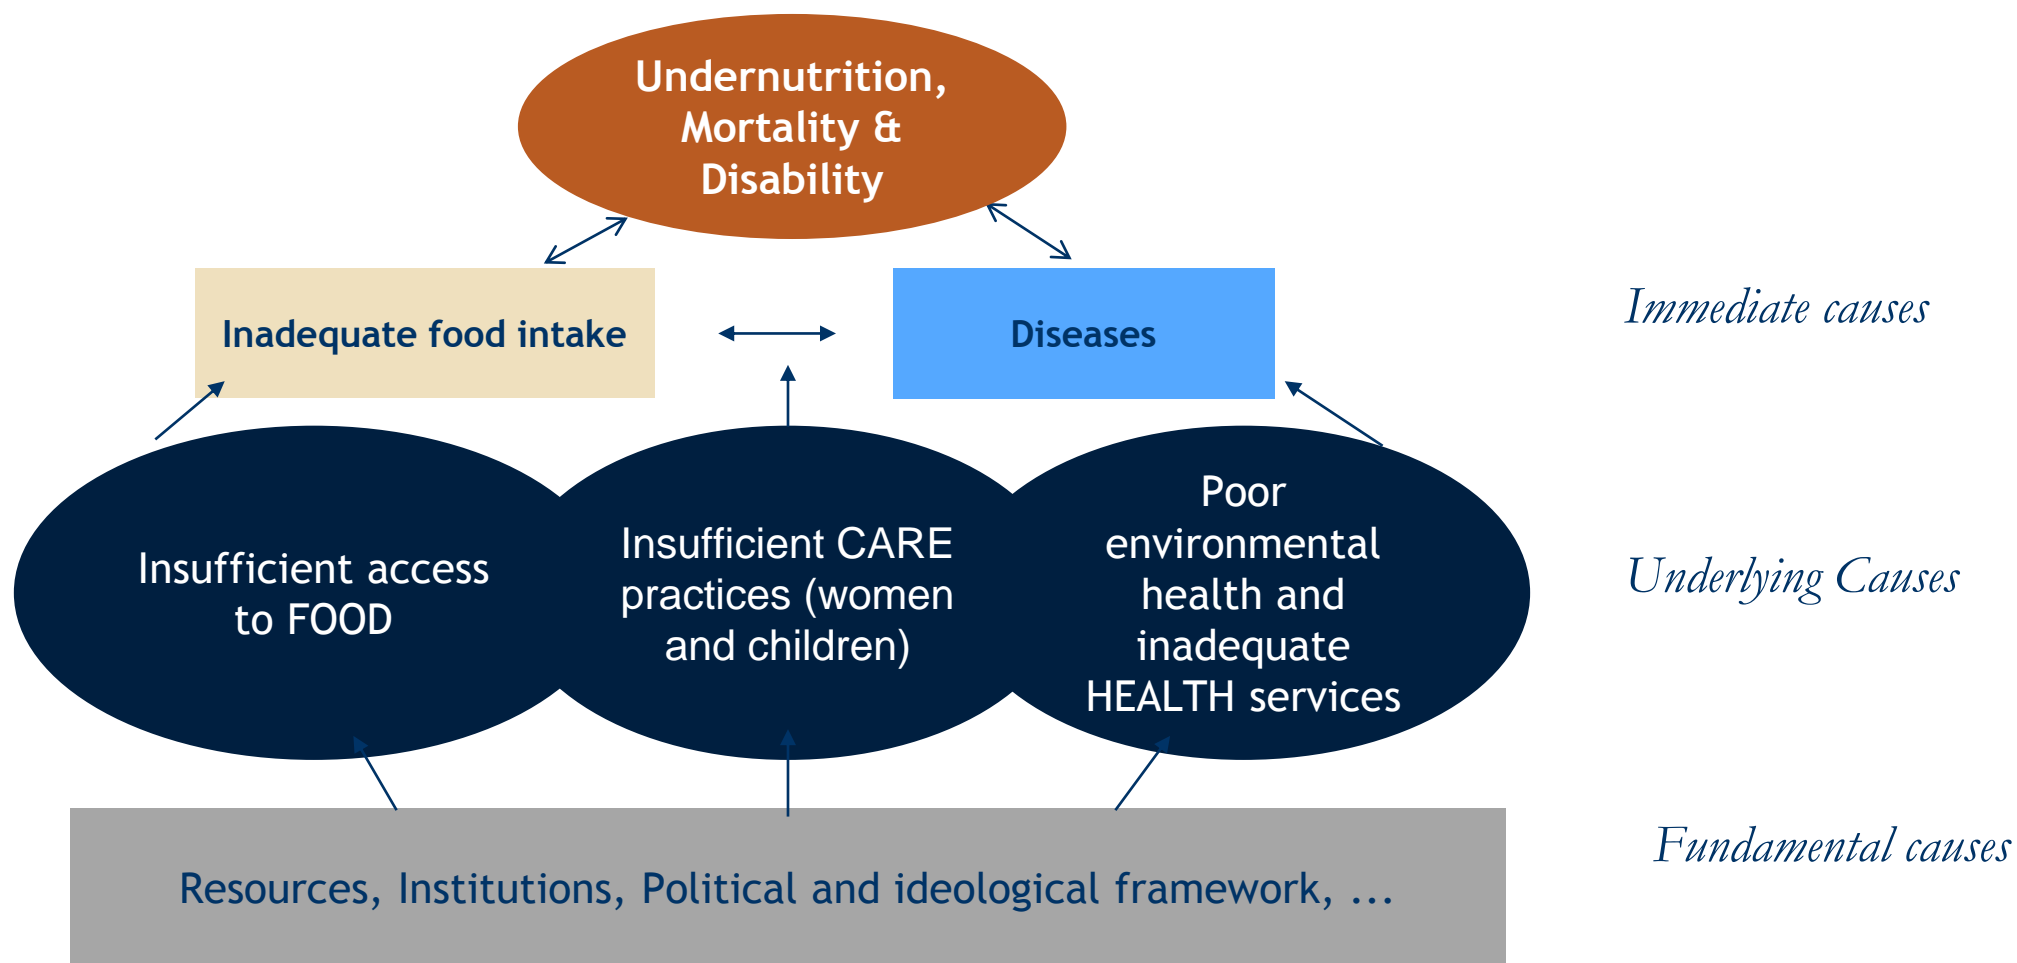 Undernutrition,
Mortality &
Disability
Inadequate food intake
Diseases
Immediate causes
Insufficient access
to FOOD
Insufficient CARE
practices (women
and children)
Poor
environmental
health and
inadequate
HEALTH services
Underlying Causes
Resources, Institutions, Political and ideological framework, ...
Fundamental causes